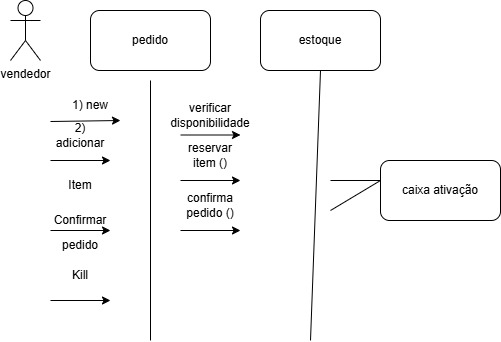 pedido
estoque
vendedor
1) new
2)
adicionar
Item
Confirmar
pedido
Kill
verificar
disponibilidade
reservar
item ()
confirma
pedido ()
caixa ativação